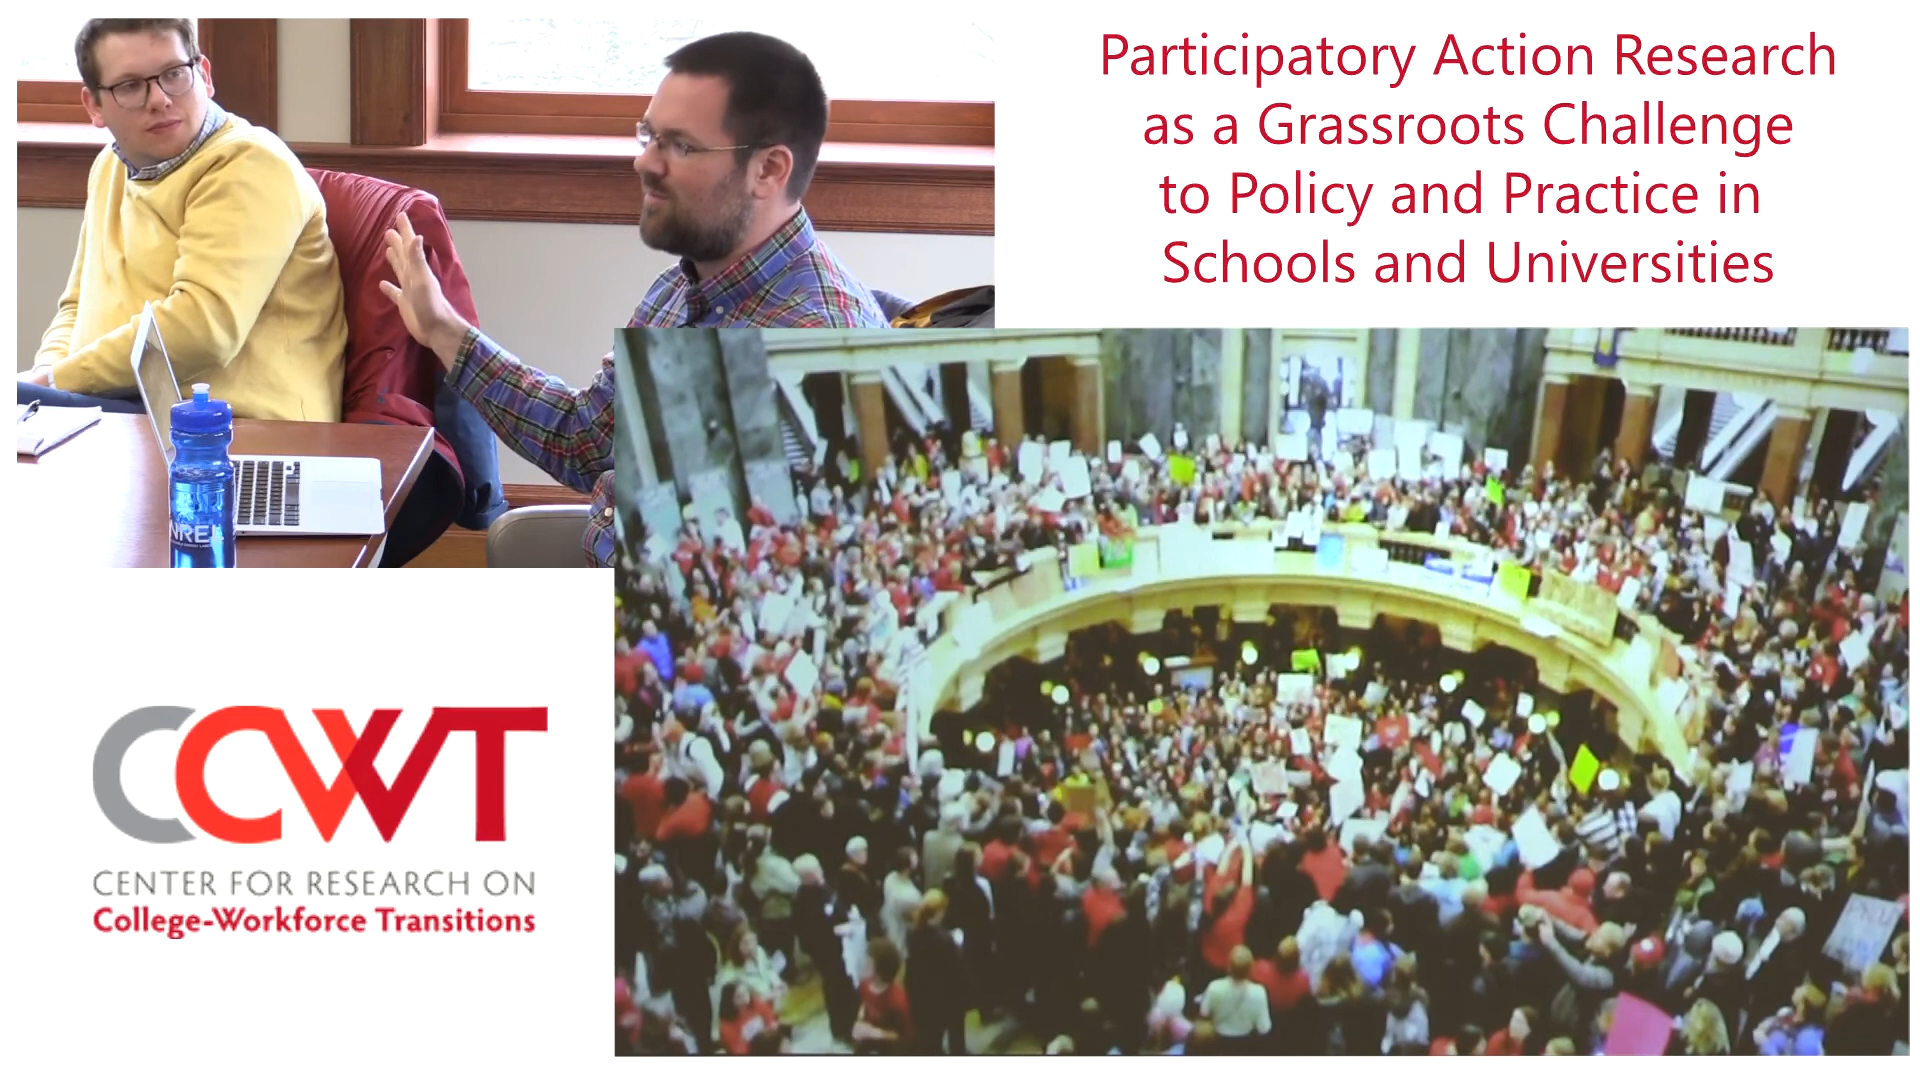 Participatory Action Research
as a Grassroots Challenge
to Policy and Practice in
Schools and Universities
NREL
CCWT
CENTER FOR RESEARCH ON
College-Workforce Transitions